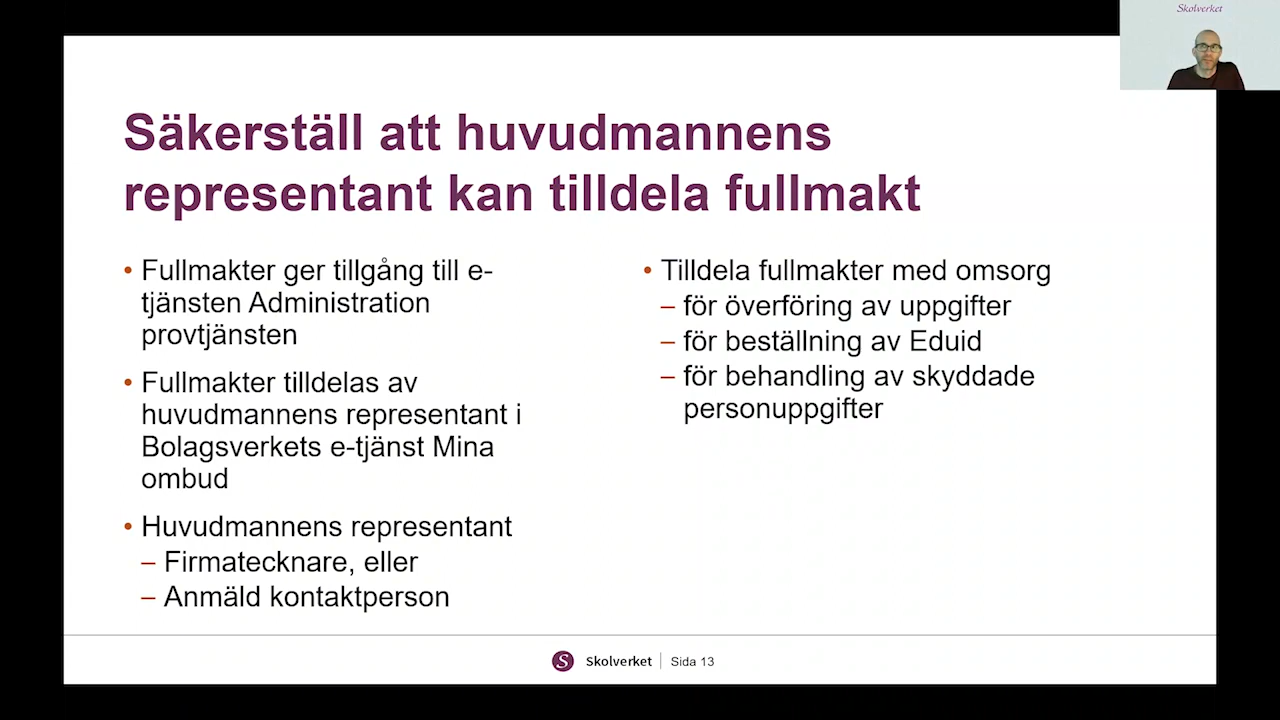 Skolverket
Säkerställ att huvudmannens
representant kan tilldela fullmakt
• Fullmakter ger tillgång till e-
tjänsten Administration
provtjänsten
• Fullmakter tilldelas av
huvudmannens representant i
Bolagsverkets e-tjänst Mina
ombud
• Huvudmannens representant
– Firmatecknare, eller
– Anmäld kontaktperson
• Tilldela fullmakter med omsorg
– för överföring av uppgifter
– för beställning av Eduid
– för behandling av skyddade
personuppgifter
S Skolverket | Sida 13